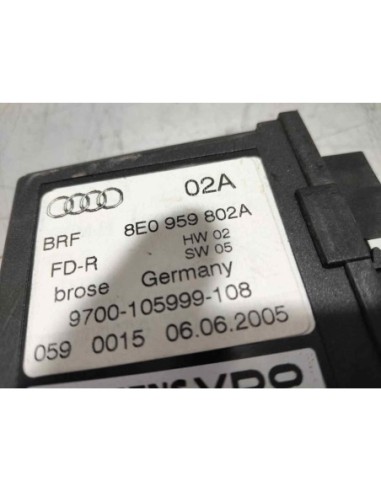 02A
BRF 8E0 959 802A
HW 02
FD-R SW 05
brose Germany
9700-105999-108
059 0015 06.06.2005
VDO